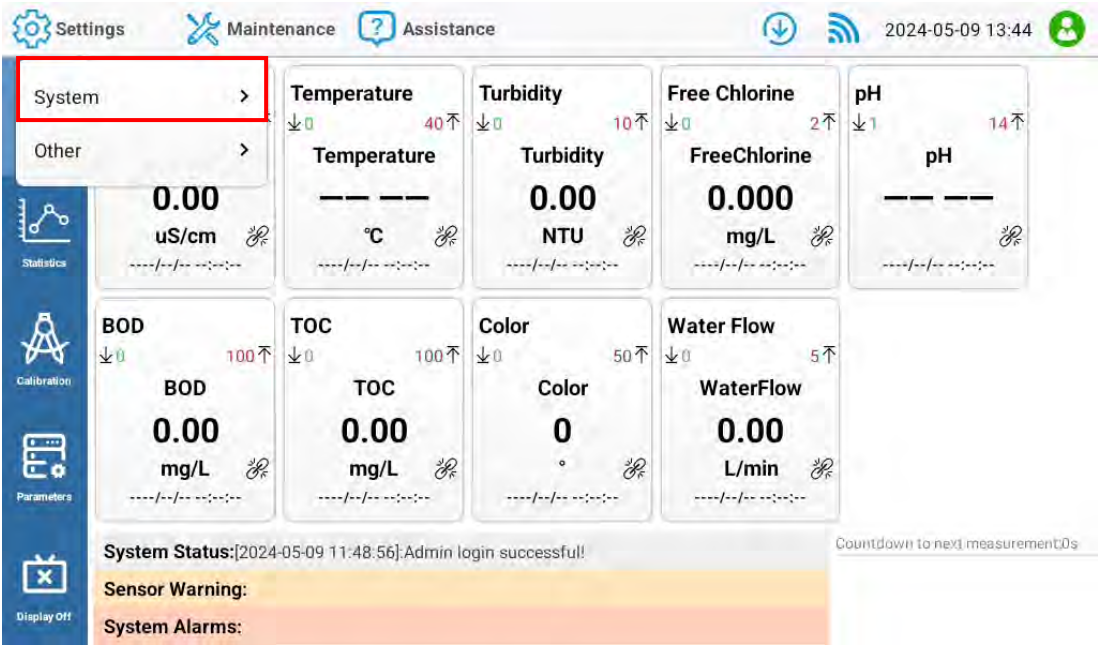 Settings Maintenance ? Assistance 2024-05-09 13:44
System >
Other >
Temperature
0 40
Temperature
-- --
℃
----/--/-- --:--:--
Turbidity
0 10
Turbidity
0.00
NTU
----/--/-- --:--:--
Free Chlorine
0 2
FreeChlorine
0.000
mg/L
----/--/-- --:--:--
pH
1 14
pH
-- --
----/--/-- --:--:--
0.00
uS/cm
----/--/-- --:--:--
Statistics
Calibration
Parameters
Display Off
BOD
0 100
BOD
0.00
mg/L
----/--/-- --:--:--
TOC
0 100
TOC
0.00
mg/L
----/--/-- --:--:--
Color
0 50
Color
0
°
----/--/-- --:--:--
Water Flow
0 5
WaterFlow
0.00
L/min
----/--/-- --:--:--
System Status:[2024-05-09 11:48:56]:Admin login successful!
Countdown to next measurement:0s
Sensor Warning:
System Alarms: